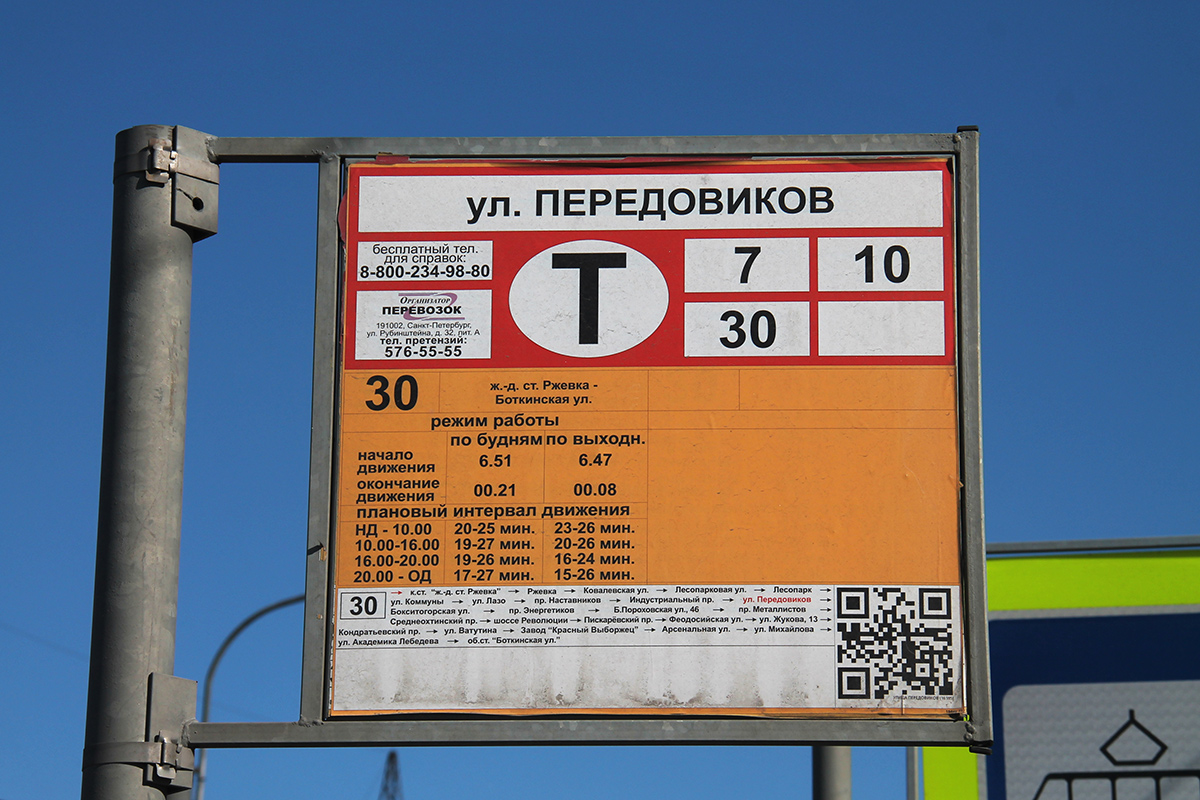 ул. ПЕРЕДОВИКОВ
бесплатный тел.
для справок:
8-800-234-98-80
Организатор
ПЕРЕВОЗОК
191002, Санкт-Петербург,
ул. Рубинштейна, д. 32, лит. А
тел. претензий:
576-55-55
Т
7 10
30
30 ж.-д. ст. Ржевка -
Боткинская ул.
режим работы
по будням по выходн.
начало
движения 6.51 6.47
окончание
движения 00.21 00.08
плановый интервал движения
НД - 10.00 20-25 мин. 23-26 мин.
10.00-16.00 19-27 мин. 20-26 мин.
16.00-20.00 19-26 мин. 16-24 мин.
20.00 - ОД 17-27 мин. 15-26 мин.
30
→ к.ст. "ж.-д. ст. Ржевка" → Ржевка → Ковалевская ул. → Лесопарковая ул. → Лесопарк
ул. Коммуны → ул. Лазо → пр. Наставников → Индустриальный пр. → ул. Передовиков →
Бокситогорская ул. → пр. Энергетиков → Б.Пороховская ул., 46 → пр. Металлистов →
Среднеохтинский пр. → шоссе Революции → Пискарёвский пр. → Феодосийская ул. → ул. Жукова, 13 →
Кондратьевский пр. → ул. Ватутина → Завод "Красный Выборжец" → Арсенальная ул. → ул. Михайлова →
ул. Академика Лебедева → об.ст. "Боткинская ул."
УЛИЦА ПЕРЕДОВИКОВ